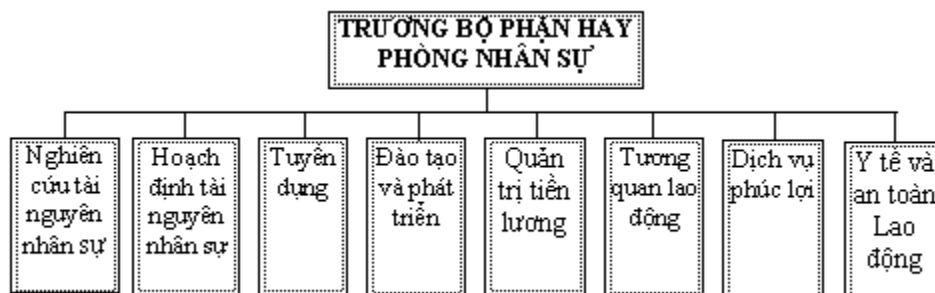 TRƯỞNG BỘ PHẬN HAY
PHÒNG NHÂN SỰ
Nghiên
cứu tài
nguyên
nhân sự
Hoạch
định tài
nguyên
nhân sự
Tuyển
dụng
Đào tạo
và phát
triển
Quản
trị tiền
lương
Tương
quan lao
động
Dịch vụ
phúc lợi
Y tế và
an toàn
Lao
động